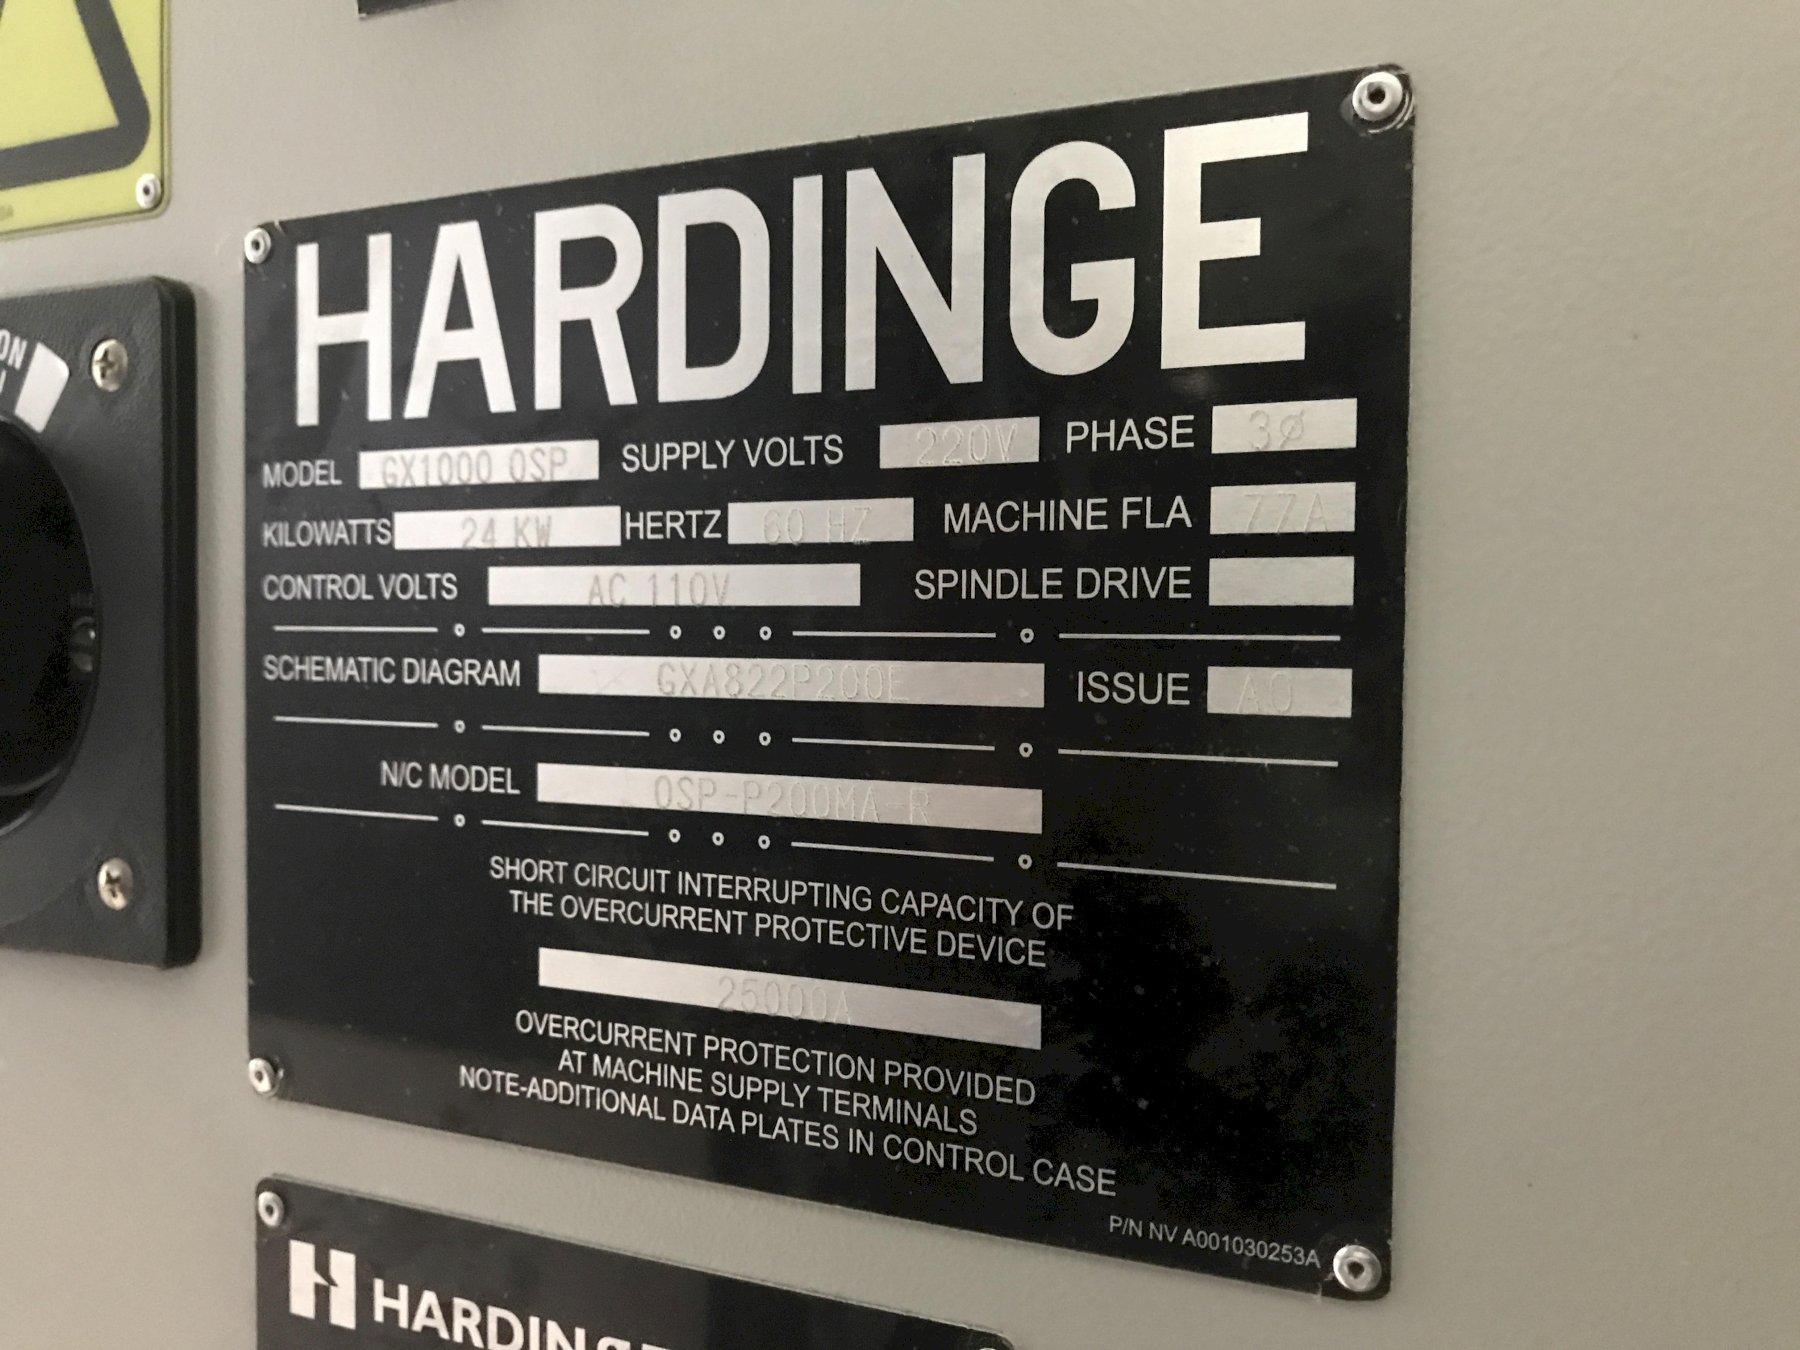 ON
HARDINGE
MODEL GX1000 OSP SUPPLY VOLTS 220V PHASE 3Ø
KILOWATTS 24 KW HERTZ 60 HZ MACHINE FLA 77A
CONTROL VOLTS AC 110V SPINDLE DRIVE
SCHEMATIC DIAGRAM GXA822P200E ISSUE A0
N/C MODEL OSP-P200MA-R
SHORT CIRCUIT INTERRUPTING CAPACITY OF
THE OVERCURRENT PROTECTIVE DEVICE
25000A
OVERCURRENT PROTECTION PROVIDED
AT MACHINE SUPPLY TERMINALS
NOTE-ADDITIONAL DATA PLATES IN CONTROL CASE
P/N NV A001030253A
HARDINGE